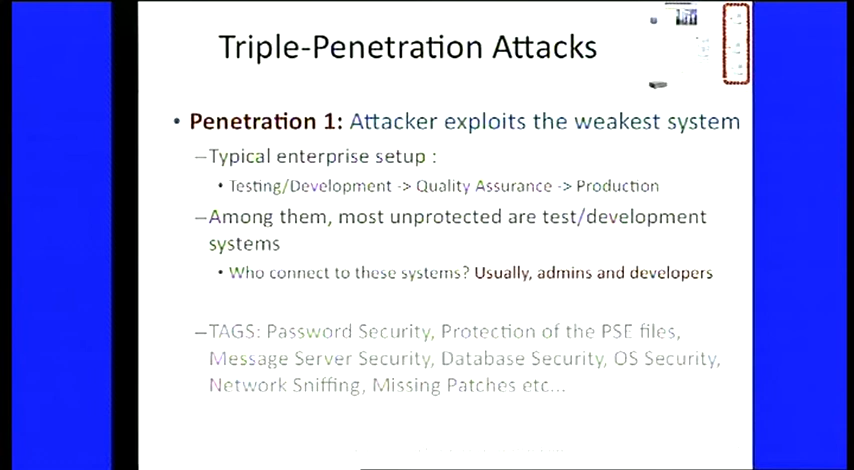 Triple-Penetration Attacks
• Penetration 1: Attacker exploits the weakest system
–Typical enterprise setup :
• Testing/Development -> Quality Assurance -> Production
–Among them, most unprotected are test/development
systems
• Who connect to these systems? Usually, admins and developers
–TAGS: Password Security, Protection of the PSE files,
Message Server Security, Database Security, OS Security,
Network Sniffing, Missing Patches etc...